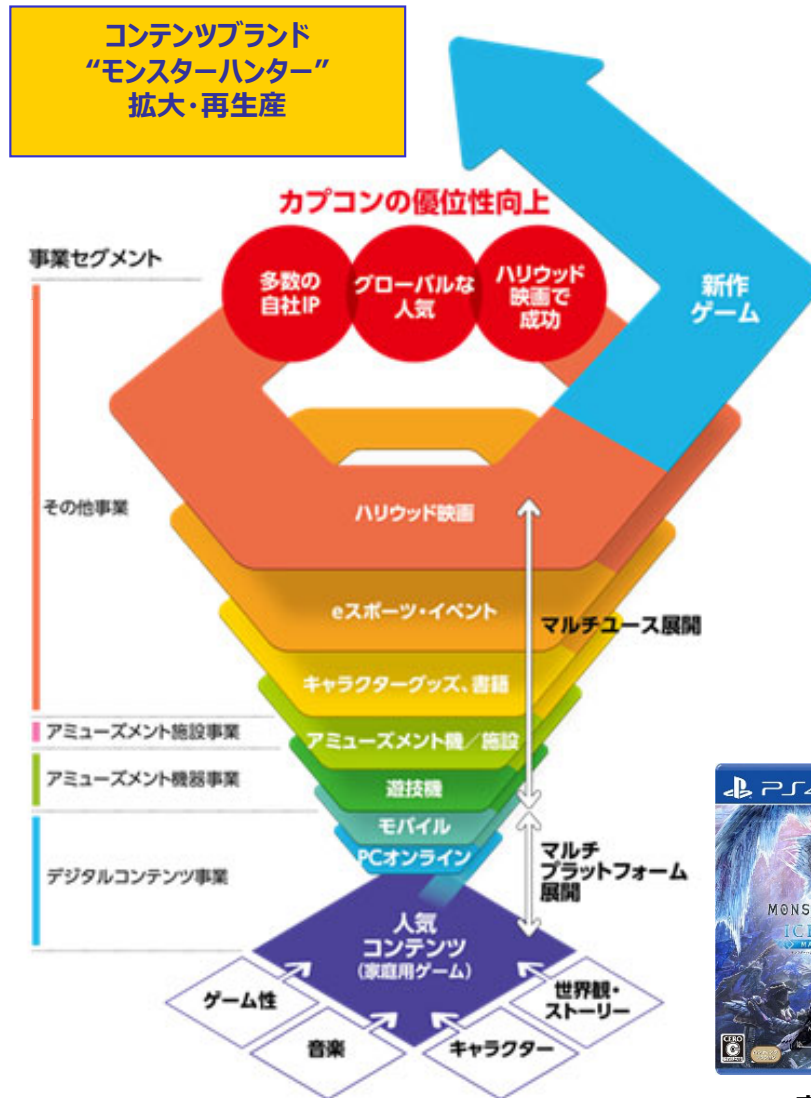 コンテンツブランド
“モンスターハンター”
拡大・再生産
カプコンの優位性向上
事業セグメント
多数の
自社IP
グローバルな
人気
ハリウッド
映画で
成功
新作
ゲーム
その他事業
ハリウッド映画
eスポーツ・イベント
マルチユース展開
キャラクターグッズ、書籍
アミューズメント施設事業
アミューズメント機／施設
アミューズメント機器事業
遊技機
モバイル
PCオンライン
マルチ
プラットフォーム
展開
デジタルコンテンツ事業
人気
コンテンツ
（家庭用ゲーム）
ゲーム性
音楽
キャラクター
世界観・
ストーリー
PS4
MONS
CERO
C